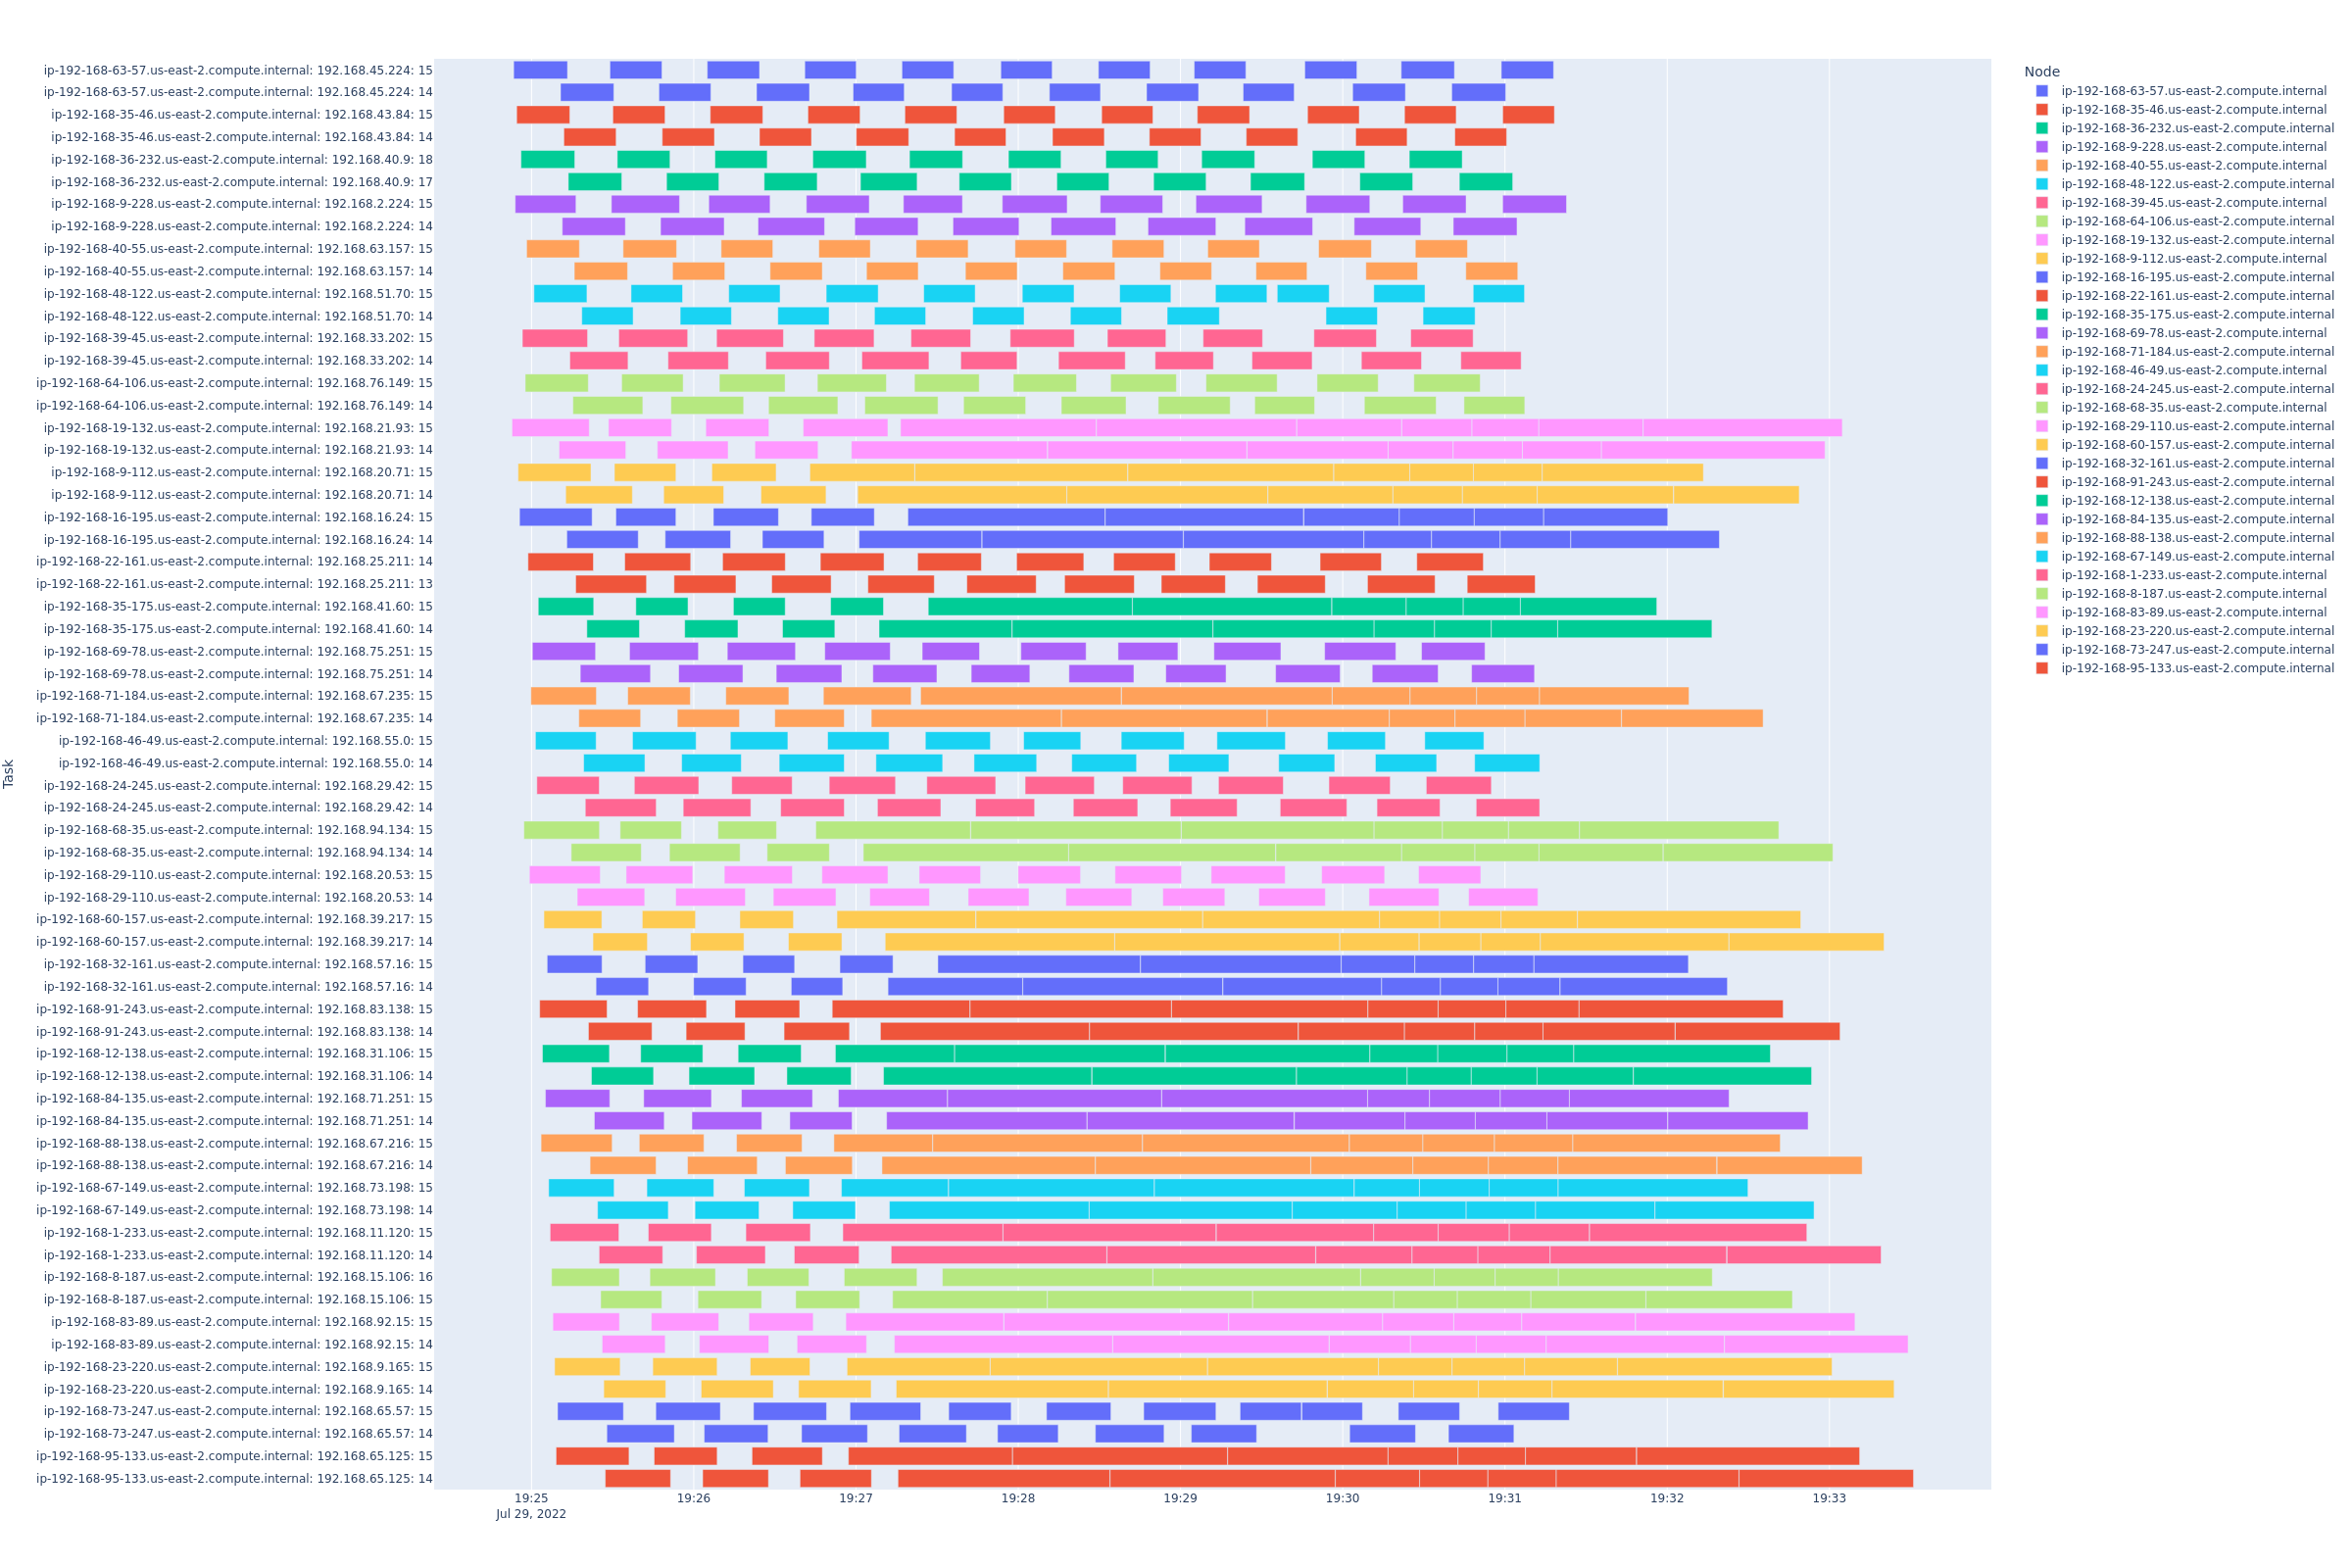 ip-192-168-63-57.us-east-2.compute.internal: 192.168.45.224: 15
ip-192-168-63-57.us-east-2.compute.internal: 192.168.45.224: 14
ip-192-168-35-46.us-east-2.compute.internal: 192.168.43.84: 15
ip-192-168-35-46.us-east-2.compute.internal: 192.168.43.84: 14
ip-192-168-36-232.us-east-2.compute.internal: 192.168.40.9: 18
ip-192-168-36-232.us-east-2.compute.internal: 192.168.40.9: 17
ip-192-168-9-228.us-east-2.compute.internal: 192.168.2.224: 15
ip-192-168-9-228.us-east-2.compute.internal: 192.168.2.224: 14
ip-192-168-40-55.us-east-2.compute.internal: 192.168.63.157: 15
ip-192-168-40-55.us-east-2.compute.internal: 192.168.63.157: 14
ip-192-168-48-122.us-east-2.compute.internal: 192.168.51.70: 15
ip-192-168-48-122.us-east-2.compute.internal: 192.168.51.70: 14
ip-192-168-39-45.us-east-2.compute.internal: 192.168.33.202: 15
ip-192-168-39-45.us-east-2.compute.internal: 192.168.33.202: 14
ip-192-168-64-106.us-east-2.compute.internal: 192.168.76.149: 15
ip-192-168-64-106.us-east-2.compute.internal: 192.168.76.149: 14
ip-192-168-19-132.us-east-2.compute.internal: 192.168.21.93: 15
ip-192-168-19-132.us-east-2.compute.internal: 192.168.21.93: 14
ip-192-168-9-112.us-east-2.compute.internal: 192.168.20.71: 15
ip-192-168-9-112.us-east-2.compute.internal: 192.168.20.71: 14
ip-192-168-16-195.us-east-2.compute.internal: 192.168.16.24: 15
ip-192-168-16-195.us-east-2.compute.internal: 192.168.16.24: 14
ip-192-168-22-161.us-east-2.compute.internal: 192.168.25.211: 14
ip-192-168-22-161.us-east-2.compute.internal: 192.168.25.211: 13
ip-192-168-35-175.us-east-2.compute.internal: 192.168.41.60: 15
ip-192-168-35-175.us-east-2.compute.internal: 192.168.41.60: 14
ip-192-168-69-78.us-east-2.compute.internal: 192.168.75.251: 15
ip-192-168-69-78.us-east-2.compute.internal: 192.168.75.251: 14
ip-192-168-71-184.us-east-2.compute.internal: 192.168.67.235: 15
ip-192-168-71-184.us-east-2.compute.internal: 192.168.67.235: 14
ip-192-168-46-49.us-east-2.compute.internal: 192.168.55.0: 15
ip-192-168-46-49.us-east-2.compute.internal: 192.168.55.0: 14
ip-192-168-24-245.us-east-2.compute.internal: 192.168.29.42: 15
ip-192-168-24-245.us-east-2.compute.internal: 192.168.29.42: 14
ip-192-168-68-35.us-east-2.compute.internal: 192.168.94.134: 15
ip-192-168-68-35.us-east-2.compute.internal: 192.168.94.134: 14
ip-192-168-29-110.us-east-2.compute.internal: 192.168.20.53: 15
ip-192-168-29-110.us-east-2.compute.internal: 192.168.20.53: 14
ip-192-168-60-157.us-east-2.compute.internal: 192.168.39.217: 15
ip-192-168-60-157.us-east-2.compute.internal: 192.168.39.217: 14
ip-192-168-32-161.us-east-2.compute.internal: 192.168.57.16: 15
ip-192-168-32-161.us-east-2.compute.internal: 192.168.57.16: 14
ip-192-168-91-243.us-east-2.compute.internal: 192.168.83.138: 15
ip-192-168-91-243.us-east-2.compute.internal: 192.168.83.138: 14
ip-192-168-12-138.us-east-2.compute.internal: 192.168.31.106: 15
ip-192-168-12-138.us-east-2.compute.internal: 192.168.31.106: 14
ip-192-168-84-135.us-east-2.compute.internal: 192.168.71.251: 15
ip-192-168-84-135.us-east-2.compute.internal: 192.168.71.251: 14
ip-192-168-88-138.us-east-2.compute.internal: 192.168.67.216: 15
ip-192-168-88-138.us-east-2.compute.internal: 192.168.67.216: 14
ip-192-168-67-149.us-east-2.compute.internal: 192.168.73.198: 15
ip-192-168-67-149.us-east-2.compute.internal: 192.168.73.198: 14
ip-192-168-1-233.us-east-2.compute.internal: 192.168.11.120: 15
ip-192-168-1-233.us-east-2.compute.internal: 192.168.11.120: 14
ip-192-168-8-187.us-east-2.compute.internal: 192.168.15.106: 16
ip-192-168-8-187.us-east-2.compute.internal: 192.168.15.106: 15
ip-192-168-83-89.us-east-2.compute.internal: 192.168.92.15: 15
ip-192-168-83-89.us-east-2.compute.internal: 192.168.92.15: 14
ip-192-168-23-220.us-east-2.compute.internal: 192.168.9.165: 15
ip-192-168-23-220.us-east-2.compute.internal: 192.168.9.165: 14
ip-192-168-73-247.us-east-2.compute.internal: 192.168.65.57: 15
ip-192-168-73-247.us-east-2.compute.internal: 192.168.65.57: 14
ip-192-168-95-133.us-east-2.compute.internal: 192.168.65.125: 15
ip-192-168-95-133.us-east-2.compute.internal: 192.168.65.125: 14
Task
19:25
19:26
19:27
19:28
19:29
19:30
19:31
19:32
19:33
Jul 29, 2022
Node
ip-192-168-63-57.us-east-2.compute.internal
ip-192-168-35-46.us-east-2.compute.internal
ip-192-168-36-232.us-east-2.compute.internal
ip-192-168-9-228.us-east-2.compute.internal
ip-192-168-40-55.us-east-2.compute.internal
ip-192-168-48-122.us-east-2.compute.internal
ip-192-168-39-45.us-east-2.compute.internal
ip-192-168-64-106.us-east-2.compute.internal
ip-192-168-19-132.us-east-2.compute.internal
ip-192-168-9-112.us-east-2.compute.internal
ip-192-168-16-195.us-east-2.compute.internal
ip-192-168-22-161.us-east-2.compute.internal
ip-192-168-35-175.us-east-2.compute.internal
ip-192-168-69-78.us-east-2.compute.internal
ip-192-168-71-184.us-east-2.compute.internal
ip-192-168-46-49.us-east-2.compute.internal
ip-192-168-24-245.us-east-2.compute.internal
ip-192-168-68-35.us-east-2.compute.internal
ip-192-168-29-110.us-east-2.compute.internal
ip-192-168-60-157.us-east-2.compute.internal
ip-192-168-32-161.us-east-2.compute.internal
ip-192-168-91-243.us-east-2.compute.internal
ip-192-168-12-138.us-east-2.compute.internal
ip-192-168-84-135.us-east-2.compute.internal
ip-192-168-88-138.us-east-2.compute.internal
ip-192-168-67-149.us-east-2.compute.internal
ip-192-168-1-233.us-east-2.compute.internal
ip-192-168-8-187.us-east-2.compute.internal
ip-192-168-83-89.us-east-2.compute.internal
ip-192-168-23-220.us-east-2.compute.internal
ip-192-168-73-247.us-east-2.compute.internal
ip-192-168-95-133.us-east-2.compute.internal